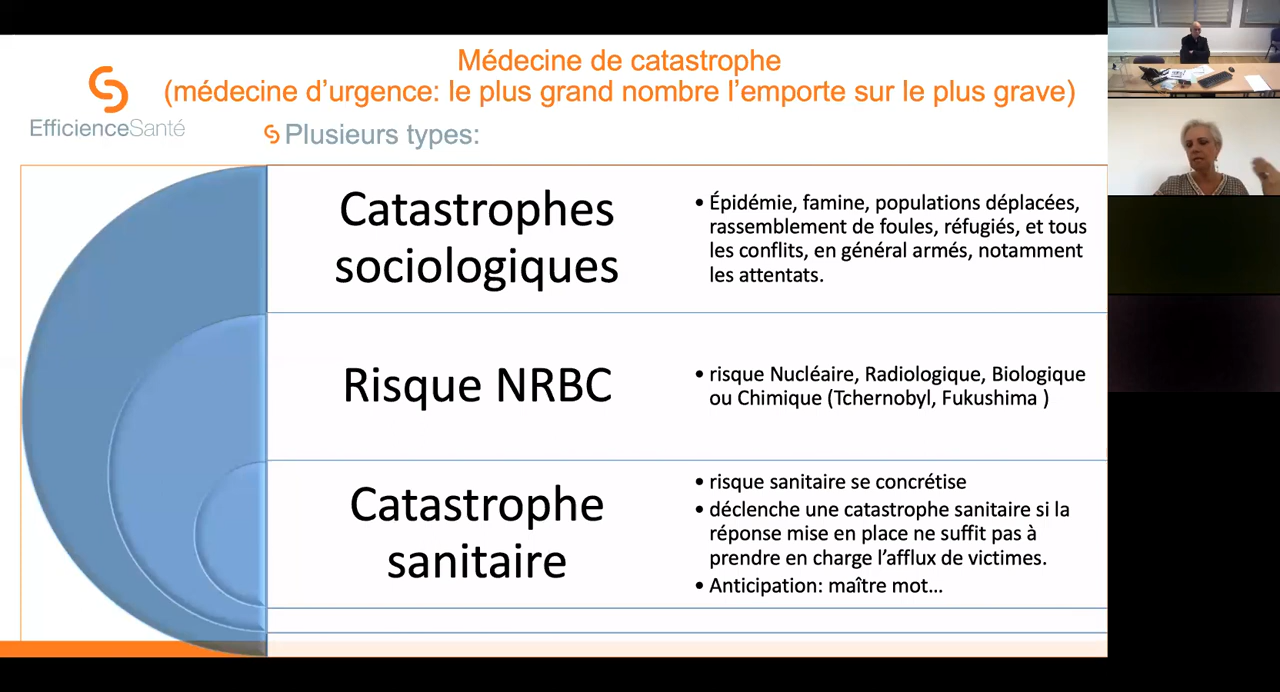 Médecine de catastrophe
(médecine d’urgence: le plus grand nombre l’emporte sur le plus grave)
EfficienceSanté
Plusieurs types:
Catastrophes
sociologiques
• Épidémie, famine, populations déplacées,
rassemblement de foules, réfugiés, et tous
les conflits, en général armés, notamment
les attentats.
Risque NRBC
• risque Nucléaire, Radiologique, Biologique
ou Chimique (Tchernobyl, Fukushima )
Catastrophe
sanitaire
• risque sanitaire se concrétise
• déclenche une catastrophe sanitaire si la
réponse mise en place ne suffit pas à
prendre en charge l’afflux de victimes.
• Anticipation: maître mot…